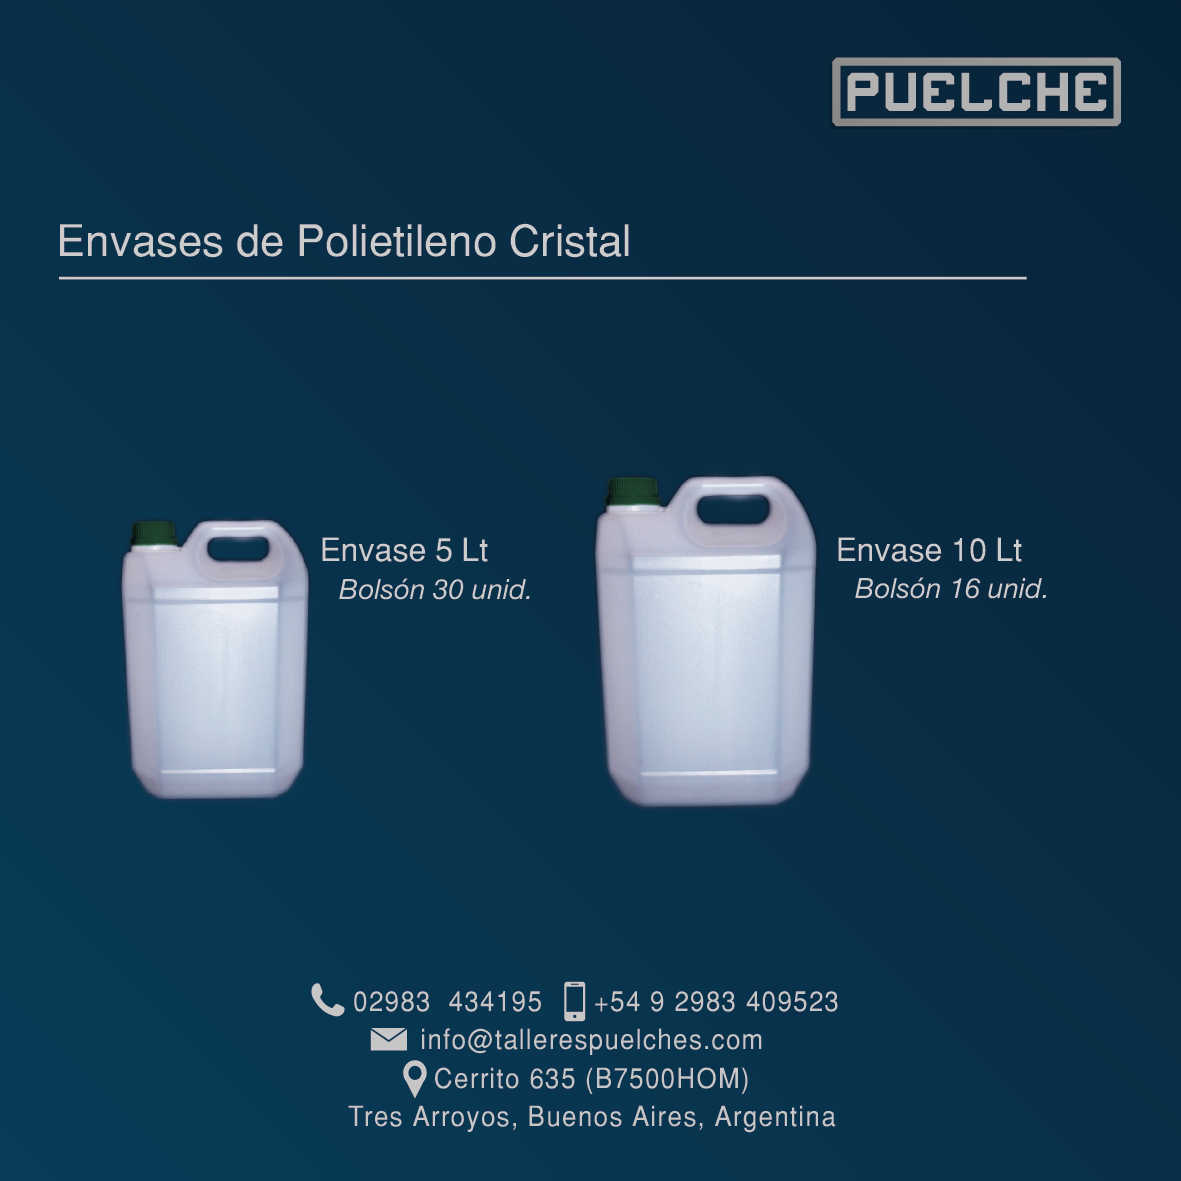 PUELCHE
Envases de Polietileno Cristal
Envase 5 Lt
Bolsón 30 unid.
Envase 10 Lt
Bolsón 16 unid.
02983  434195 +54 9 2983 409523
info@tallerespuelches.com
Cerrito 635 (B7500HOM)
Tres Arroyos, Buenos Aires, Argentina